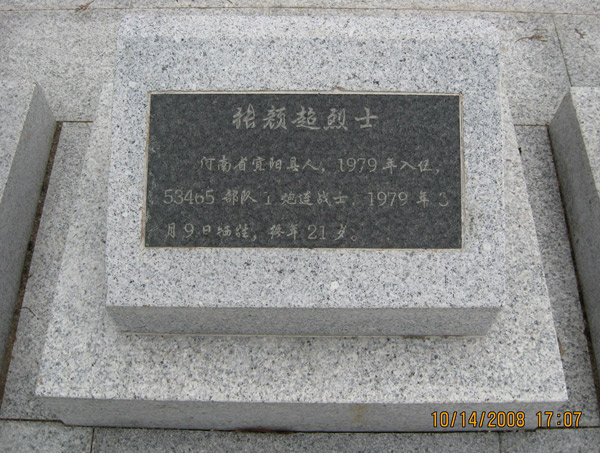 张颜超烈士
河南省宜阳县人，1979年入伍，
53465部队1炮连战士，1979年3
月9日牺牲，终年21岁。
10/14/2008 17:07